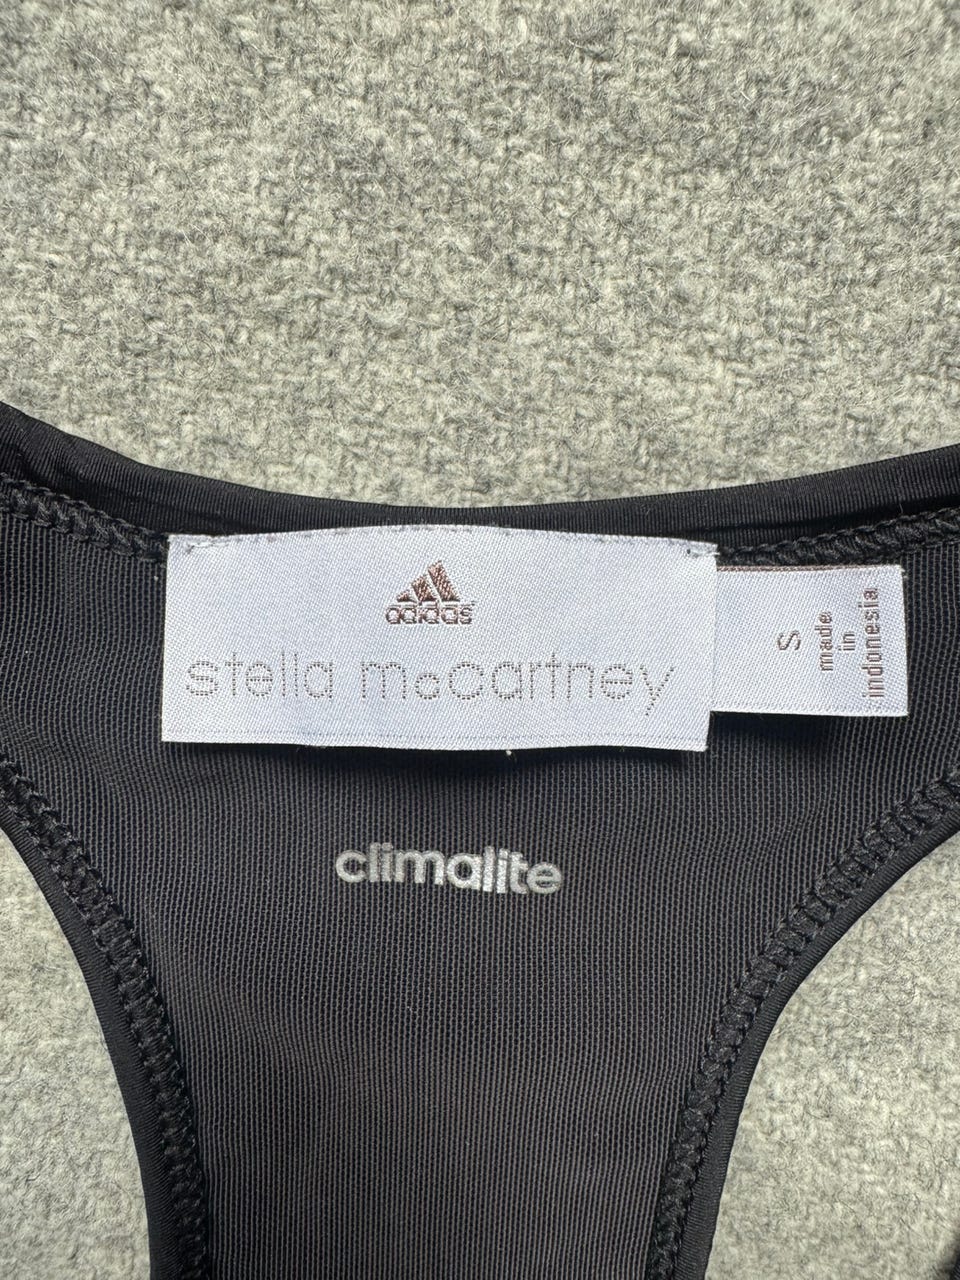 adidas
stella mccartney
S
made
in
indonesia
climalite